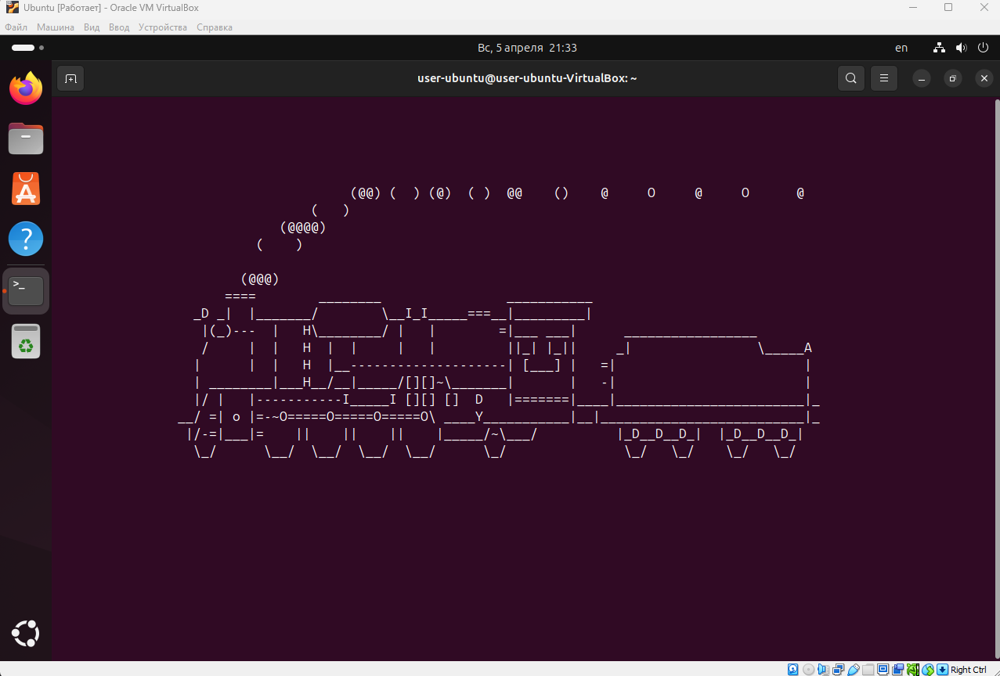 Ubuntu [Работает] - Oracle VM VirtualBox
Файл Машина Вид Ввод Устройства Справка
Вс, 5 апреля 21:33 en
user-ubuntu@user-ubuntu-VirtualBox: ~
                      (@@) (  ) (@)  ( )  @@    ()    @     O     @     O      @
                 (   )
             (@@@@)
          (    )

        (@@@)
      ====        ________                ___________
  _D _|  |_______/        \__I_I_____===__|_________|
   |(_)---  |   H\________/ |   |        =|___ ___|      _________________
   /     |  |   H  |  |     |   |         ||_| |_||     _|                \_____A
  |      |  |   H  |__--------------------| [___] |   =|                        |
  | ________|___H__/__|_____/[][]~\_______|       |   -|                        |
  |/ |   |-----------I_____I [][] []  D   |=======|____|________________________|_
__/ =| o |=-~O=====O=====O=====O\ ____Y___________|__|__________________________|_
 |/-=|___|=    ||    ||    ||    |_____/~\___/          |_D__D__D_|  |_D__D__D_|
  \_/      \__/  \__/  \__/  \__/      \_/               \_/   \_/    \_/   \_/
Right Ctrl